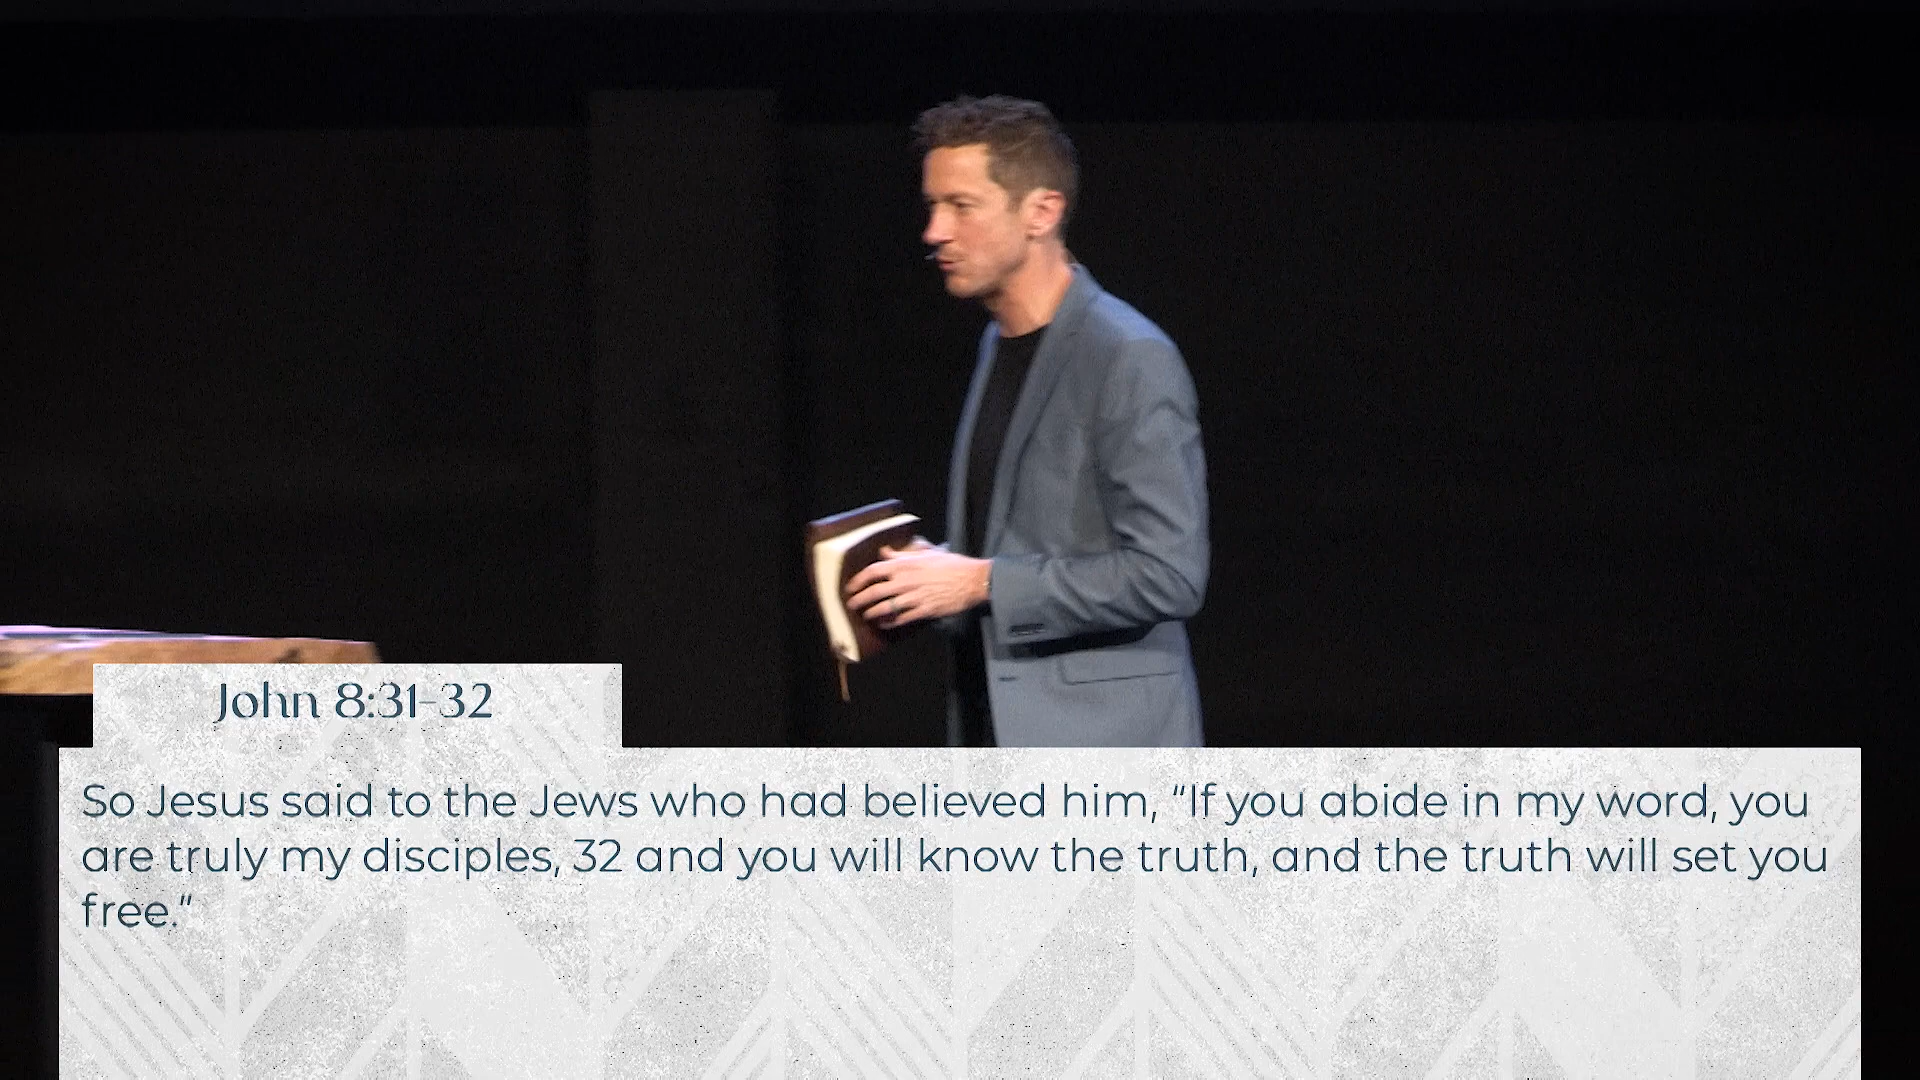 John 8:31-32
So Jesus said to the Jews who had believed him, “If you abide in my word, you
are truly my disciples, 32 and you will know the truth, and the truth will set you
free.”